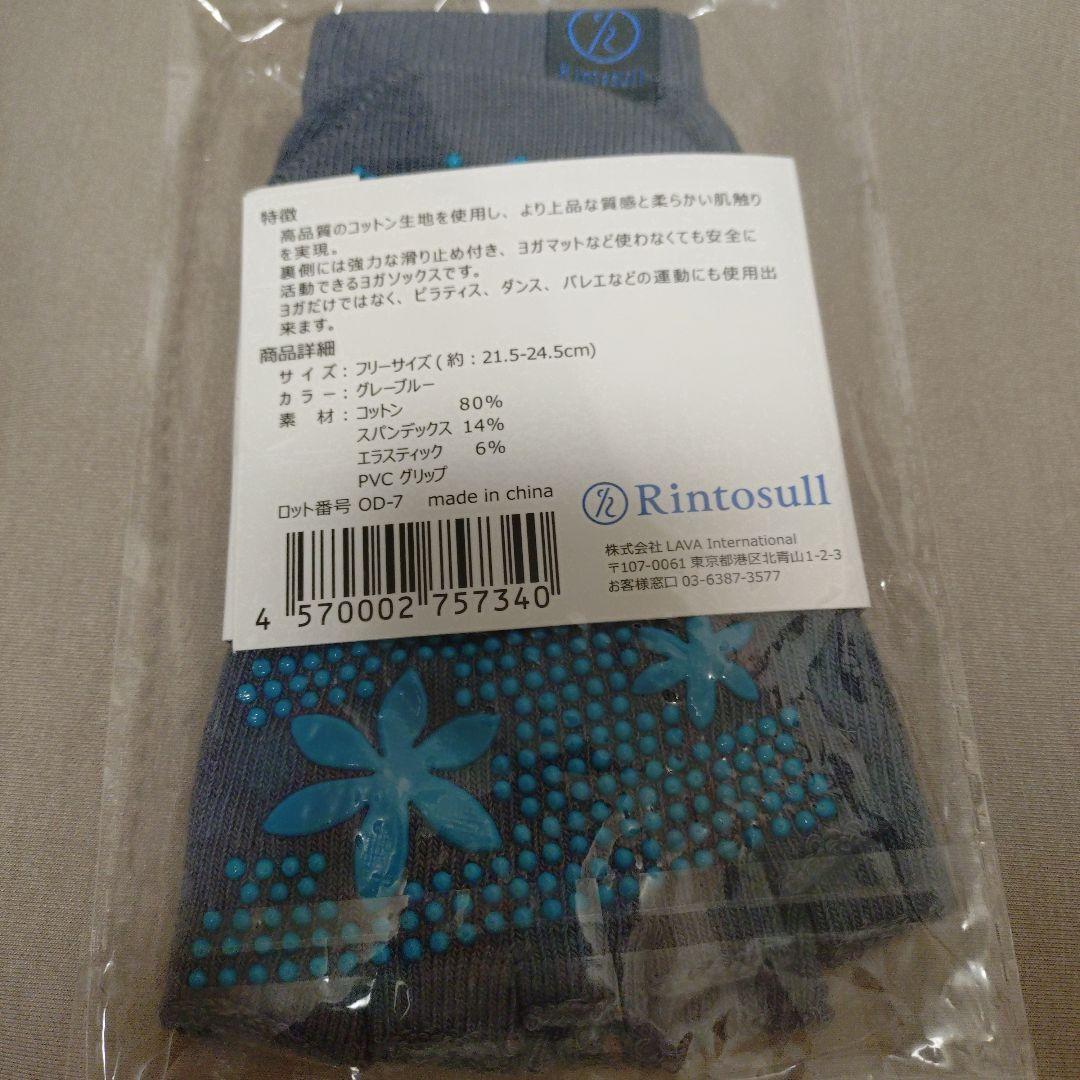 Rintosull
特徴
高品質のコットン生地を使用し、より上品な質感と柔らかい肌触り
を実現。
裏側には強力な滑り止め付き、ヨガマットなど使わなくても安全に
活動できるヨガソックスです。
ヨガだけではなく、ピラティス、ダンス、バレエなどの運動にも使用出
来ます。
商品詳細
サイズ：フリーサイズ ( 約：21.5-24.5cm)
カラー：グレーブルー
素　材：コットン 80%
スパンデックス 14%
エラスティック 6%
PVC グリップ
ロット番号 OD-7 made in china
4 570002 757340
Rintosull
株式会社 LAVA International
〒107-0061 東京都港区北青山1-2-3
お客様窓口 03-6387-3577